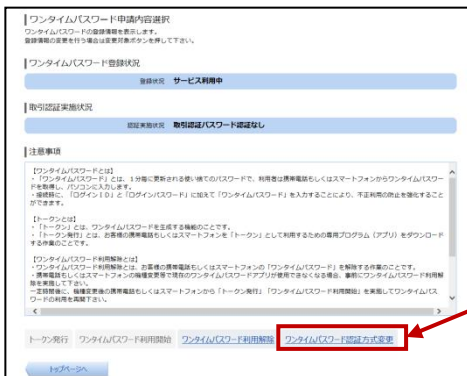 ワンタイムパスワード申請内容選択
ワンタイムパスワードの登録情報を表示します。
登録情報の変更を行う場合は変更対象ボタンを押して下さい。
ワンタイムパスワード登録状況
登録状況 サービス利用中
取引認証実施状況
認証実施状況 取引認証パスワード認証なし
注意事項
【ワンタイムパスワードとは】
・「ワンタイムパスワード」とは、1分毎に更新される使い捨てのパスワードで、利用者は携帯電話もしくはスマートフォンからワンタイムパスワー
ドを取得し、パソコンに入力します。
・接続時に、「ログインID」と「ログインパスワード」に加えて「ワンタイムパスワード」を入力することにより、不正利用の防止を強化すること
ができます。
【トークンとは】
・「トークン」とは、ワンタイムパスワードを生成する機能のことです。
・「トークン発行」とは、お客様の携帯電話もしくはスマートフォンを「トークン」として利用するための専用プログラム(アプリ)をダウンロード
する作業のことです。
【ワンタイムパスワード利用解除とは】
・ワンタイムパスワード利用解除とは、お客様の携帯電話もしくはスマートフォンの「ワンタイムパスワード」を解除する作業のことです。
・携帯電話もしくはスマートフォンの機種変更等で現在のワンタイムパスワードアプリが使用できなくなる場合、事前にワンタイムパスワード利用解
除を実施して下さい。
一定時間後に、機種変更後の携帯電話もしくはスマートフォンから「トークン発行」「ワンタイムパスワード利用開始」を実施してワンタイムパス
ワードの利用を再開下さい。
トークン発行 ワンタイムパスワード利用開始 ワンタイムパスワード利用解除 ワンタイムパスワード認証方式変更
トップページへ